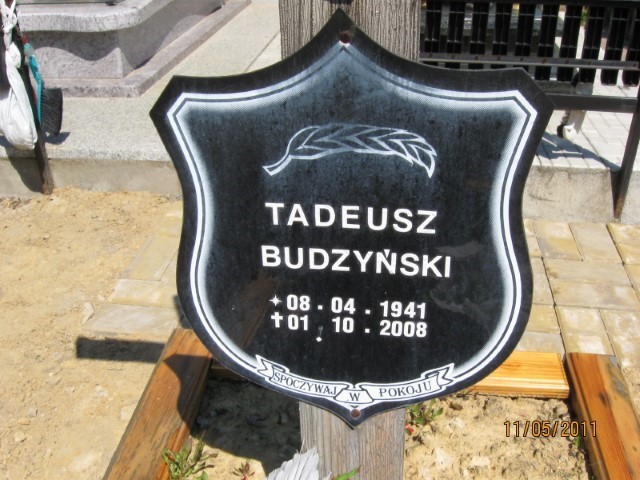 TADEUSZ
BUDZYŃSKI
✶ 08 . 04 . 1941
✝ 01 . 10 . 2008
SPOCZYWAJ W POKOJU
11/05/2011